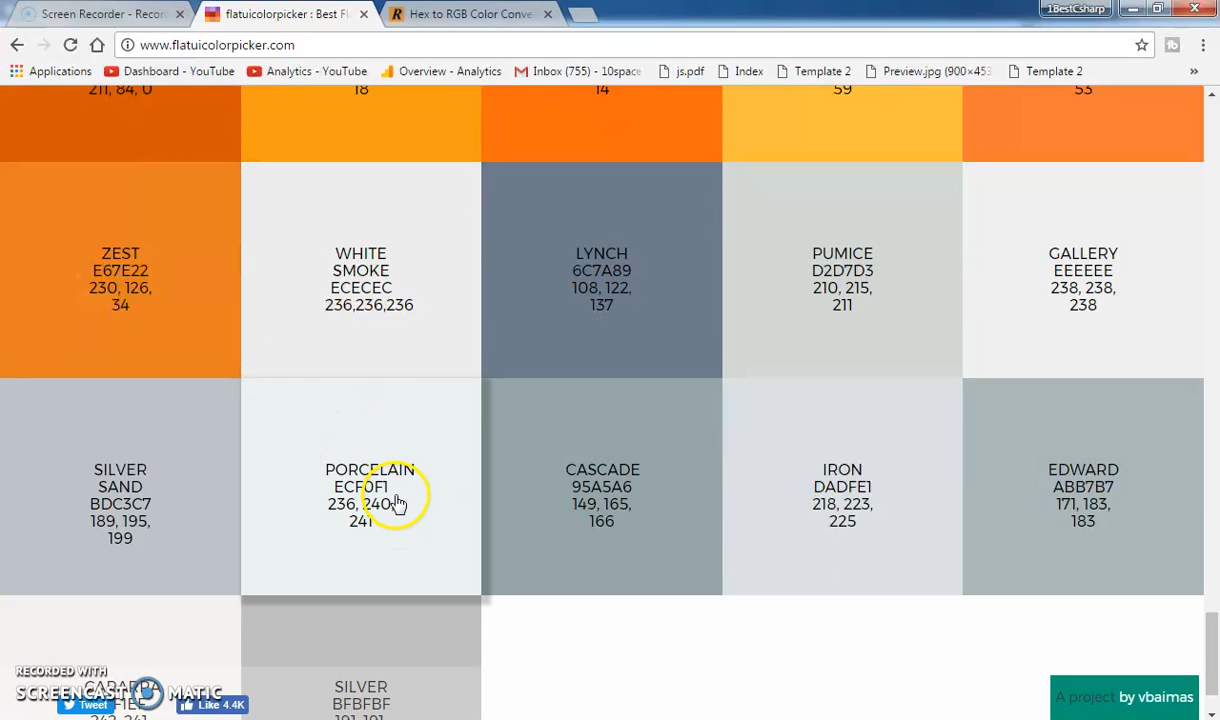 Screen Recorder - Recor
flatuicolorpicker : Best Fl
Hex to RGB Color Conve
1BestCsharp
www.flatuicolorpicker.com
Applications
Dashboard - YouTube
Analytics - YouTube
Overview - Analytics
Inbox (755) - 10space
js.pdf
Index
Template 2
Preview.jpg (900×453
Template 2
»
211, 84, 0
18
14
59
53
ZEST
E67E22
230, 126,
34
WHITE
SMOKE
ECECEC
236,236,236
LYNCH
6C7A89
108, 122,
137
PUMICE
D2D7D3
210, 215,
211
GALLERY
EEEEEE
238, 238,
238
SILVER
SAND
BDC3C7
189, 195,
199
PORCELAIN
ECF0F1
236, 240,
241
CASCADE
95A5A6
149, 165,
166
IRON
DADFE1
218, 223,
225
EDWARD
ABB7B7
171, 183,
183
RECORDED WITH
SCREENCAST MATIC
Tweet
Like 4.4K
SILVER
BFBFBF
191, 191
A project by vbaimas